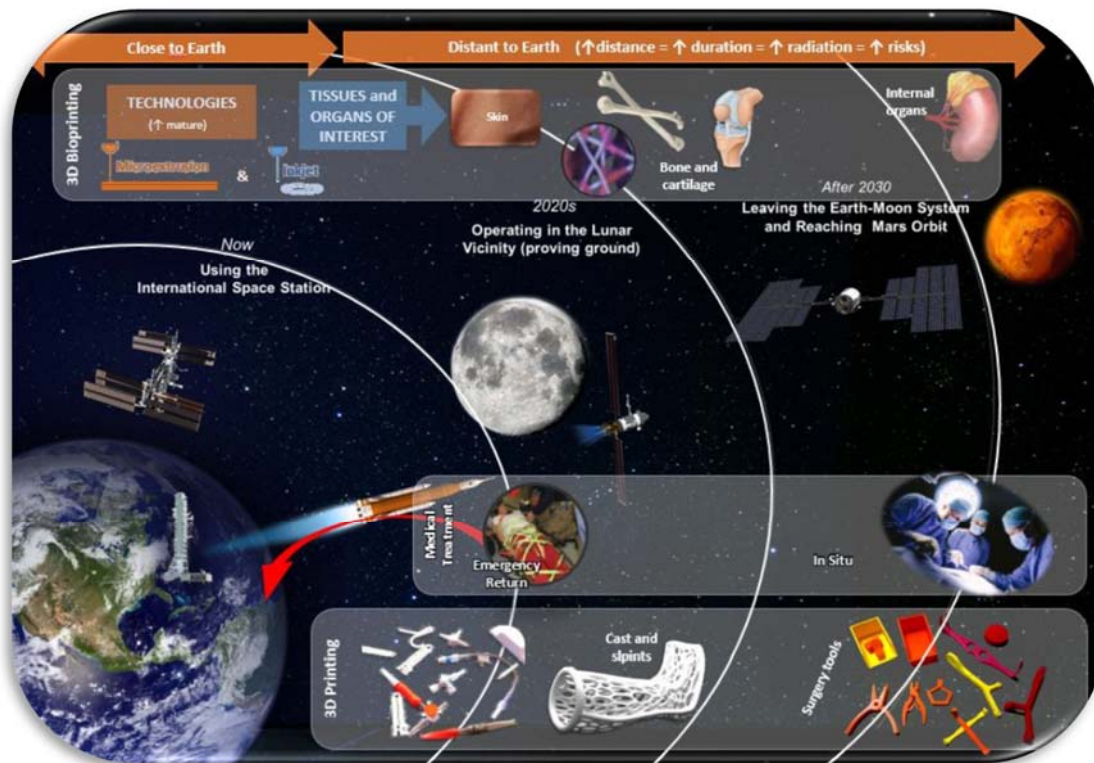 Close to Earth
Distant to Earth (↑distance = ↑ duration = ↑ radiation = ↑ risks)
3D Bioprinting
TECHNOLOGIES
(↑ mature)
Microextrusion
&
Inkjet
TISSUES and
ORGANS OF
INTEREST
Skin
Bone and
cartilage
Internal
organs
Now
Using the
International Space Station
2020s
Operating in the Lunar
Vicinity (proving ground)
After 2030
Leaving the Earth-Moon System
and Reaching Mars Orbit
Medical
Treatment
Emergency
Return
In Situ
3D Printing
Cast and
slpints
Surgery tools